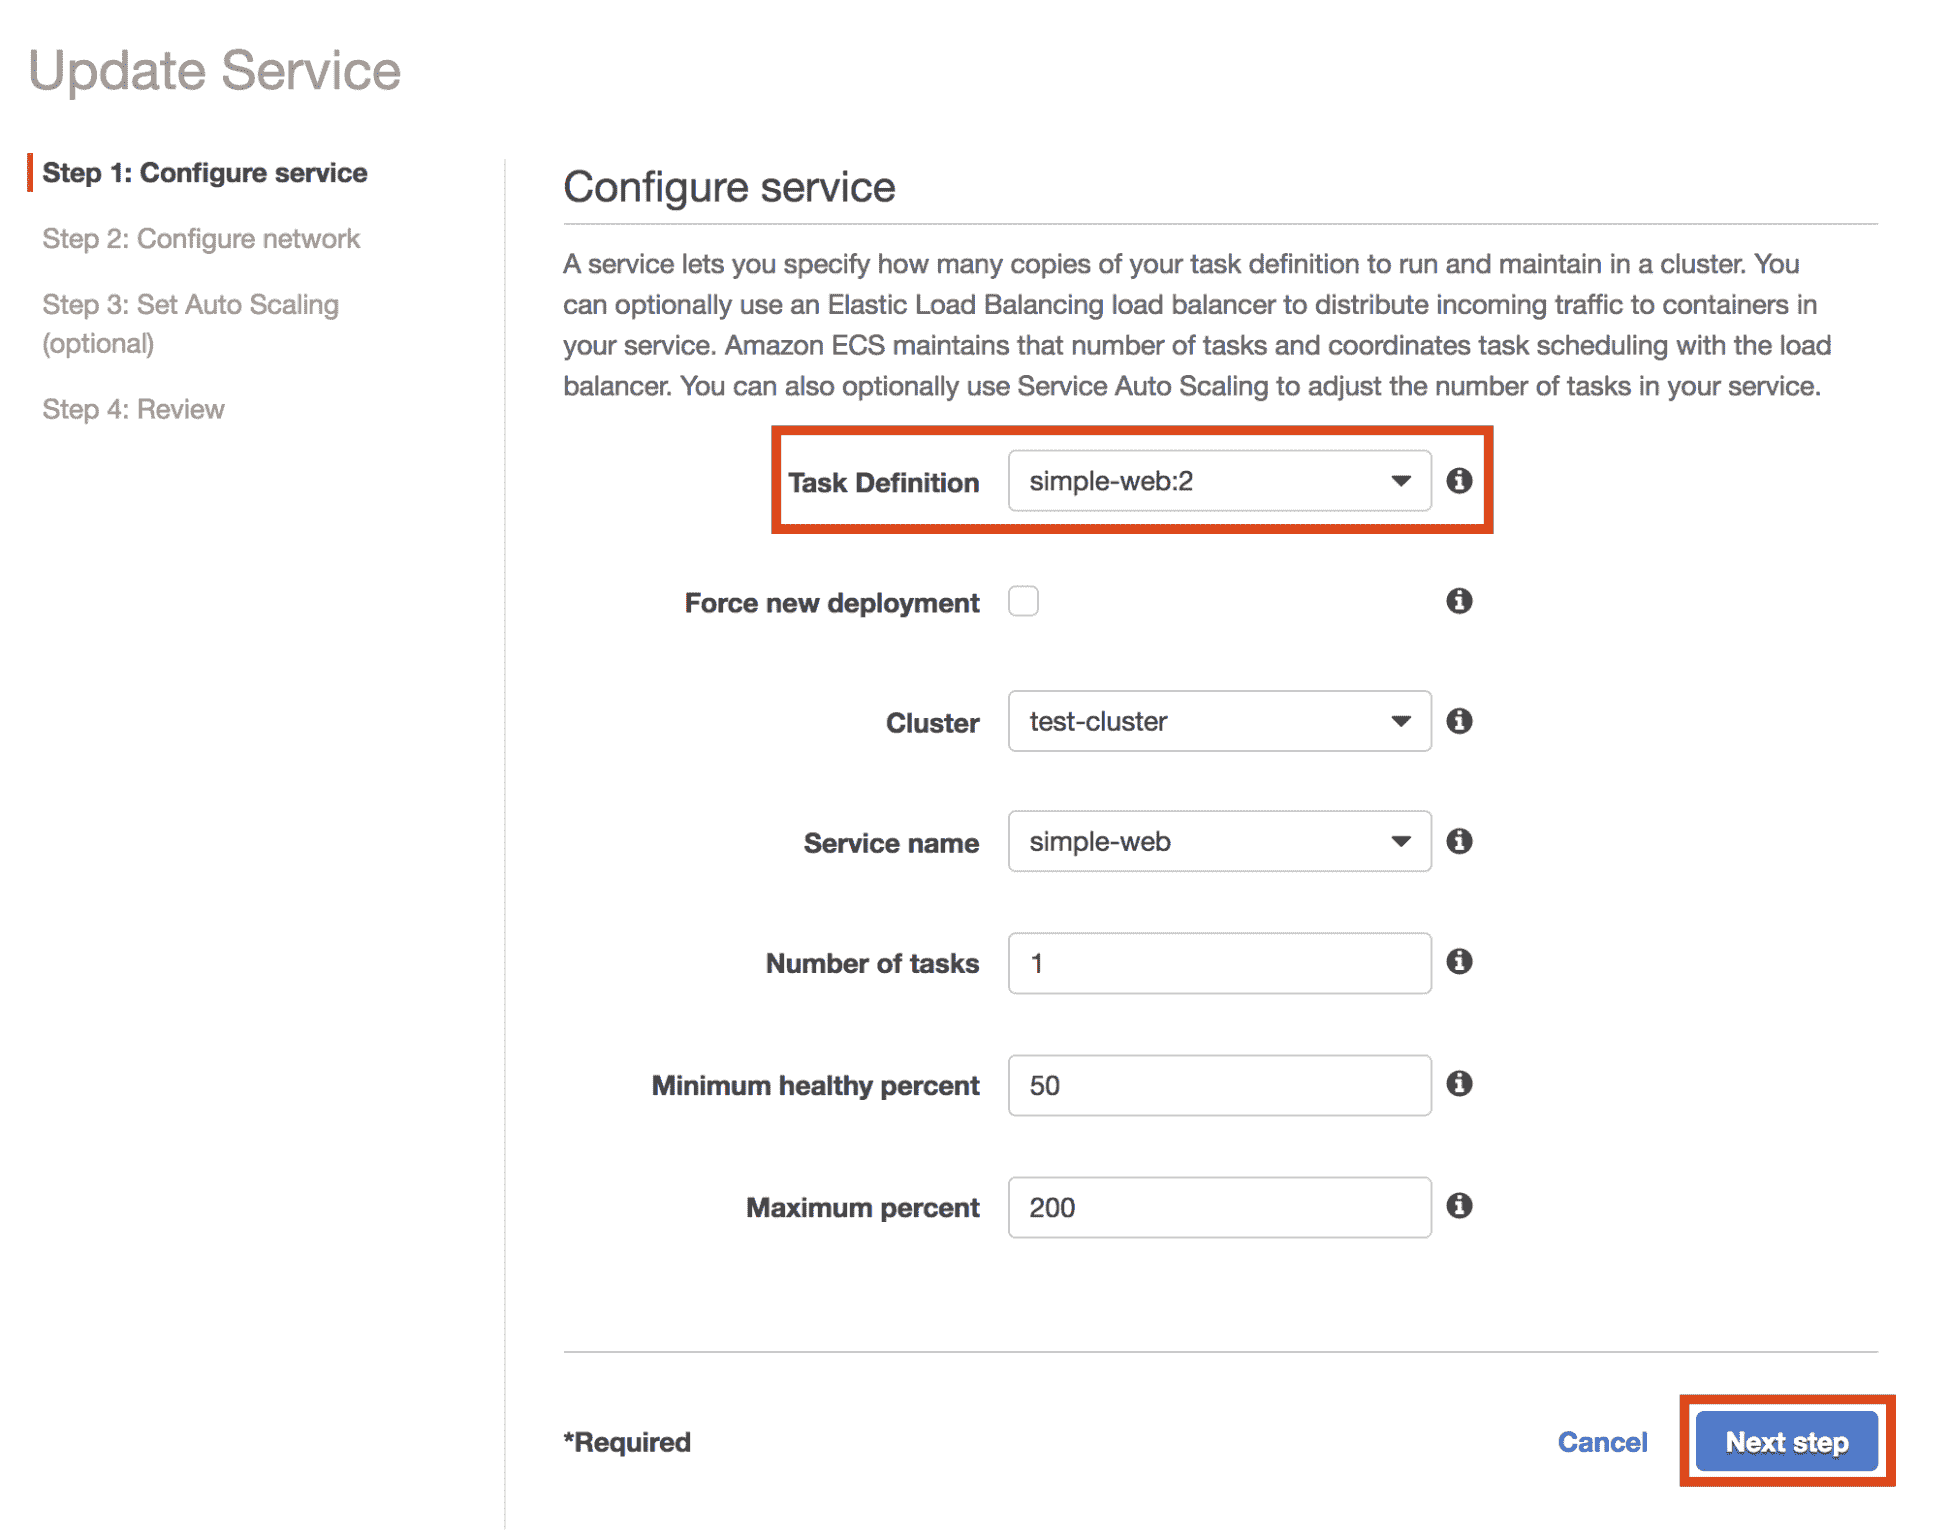 Update Service
Step 1: Configure service
Step 2: Configure network
Step 3: Set Auto Scaling
(optional)
Step 4: Review
Configure service
A service lets you specify how many copies of your task definition to run and maintain in a cluster. You
can optionally use an Elastic Load Balancing load balancer to distribute incoming traffic to containers in
your service. Amazon ECS maintains that number of tasks and coordinates task scheduling with the load
balancer. You can also optionally use Service Auto Scaling to adjust the number of tasks in your service.
Task Definition simple-web:2
Force new deployment
Cluster test-cluster
Service name simple-web
Number of tasks 1
Minimum healthy percent 50
Maximum percent 200
*Required Cancel Next step